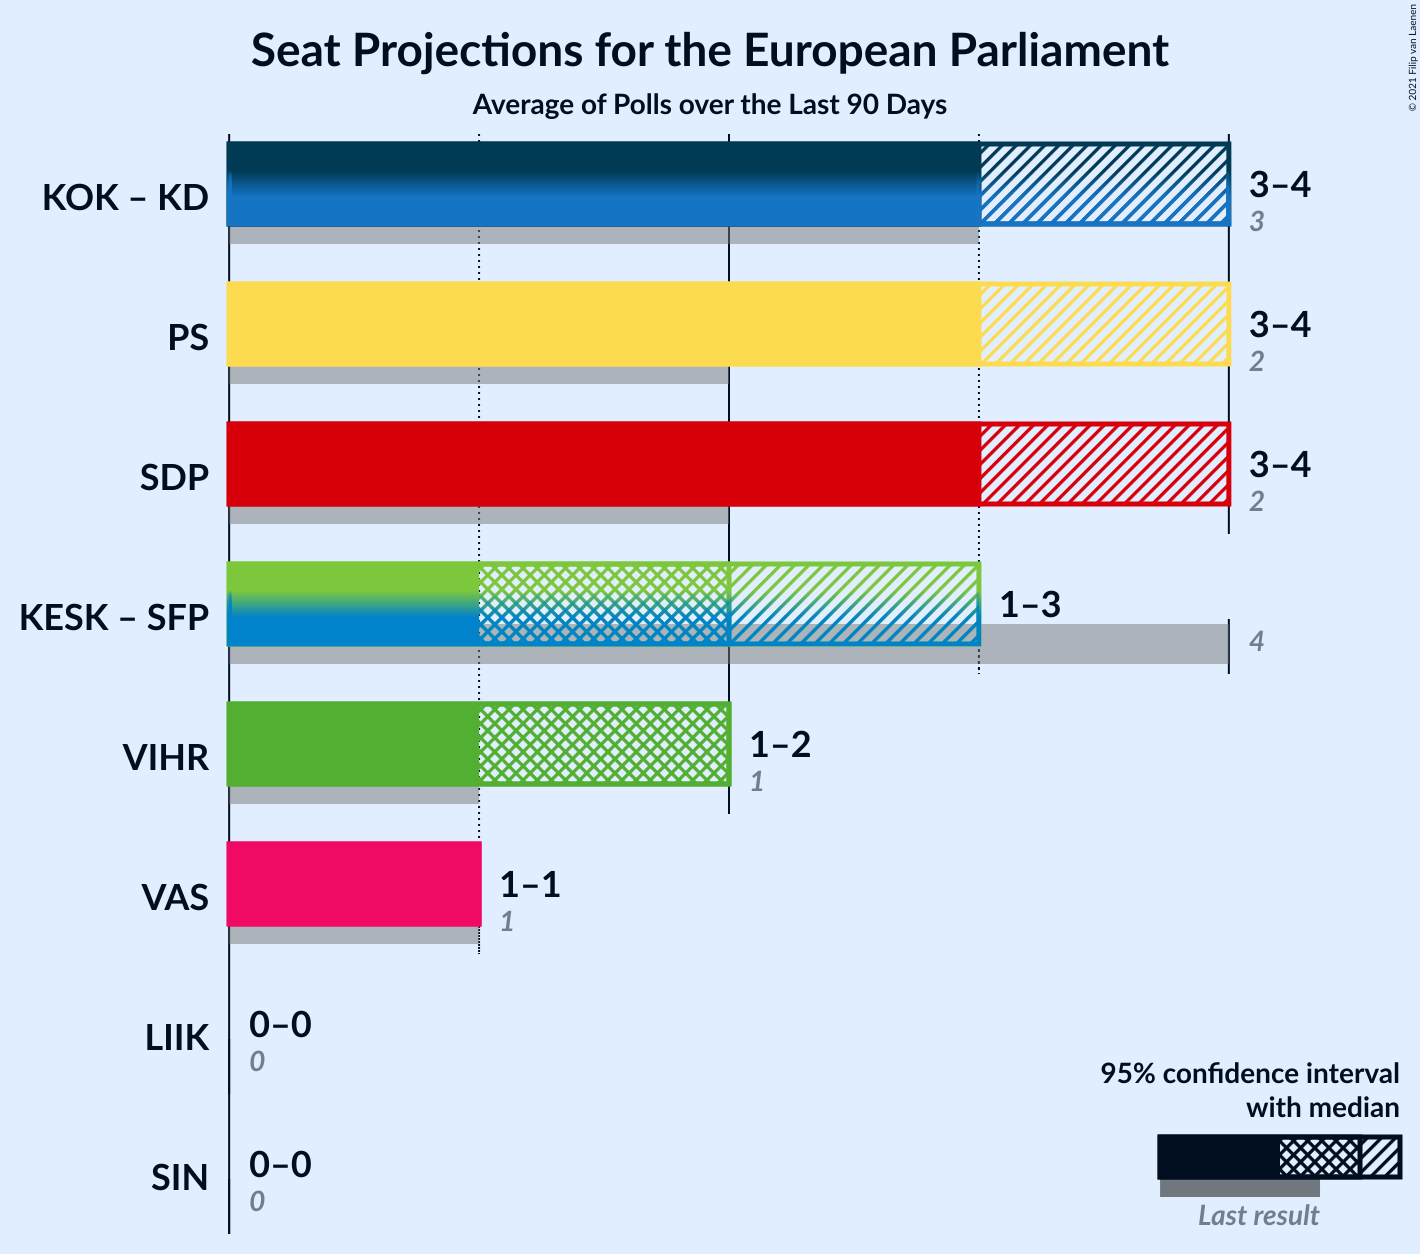 Seat Projections for the European Parliament
Average of Polls over the Last 90 Days
© 2021 Filip van Laenen
KOK – KD
3–4
3
PS
3–4
2
SDP
3–4
2
KESK – SFP
1–3
4
VIHR
1–2
1
VAS
1–1
1
LIIK
0–0
0
SIN
0–0
0
95% confidence interval
with median
Last result